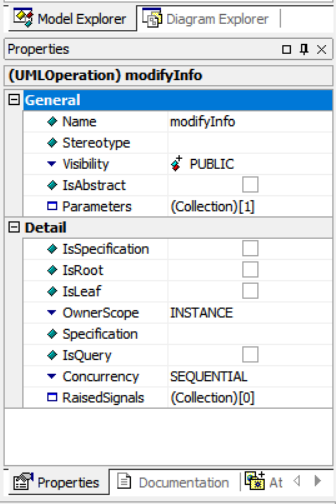 Model Explorer Diagram Explorer
Properties
(UMLOperation) modifyInfo
General
Name modifyInfo
Stereotype
Visibility PUBLIC
IsAbstract
Parameters (Collection)[1]
Detail
IsSpecification
IsRoot
IsLeaf
OwnerScope INSTANCE
Specification
IsQuery
Concurrency SEQUENTIAL
RaisedSignals (Collection)[0]
Properties Documentation At